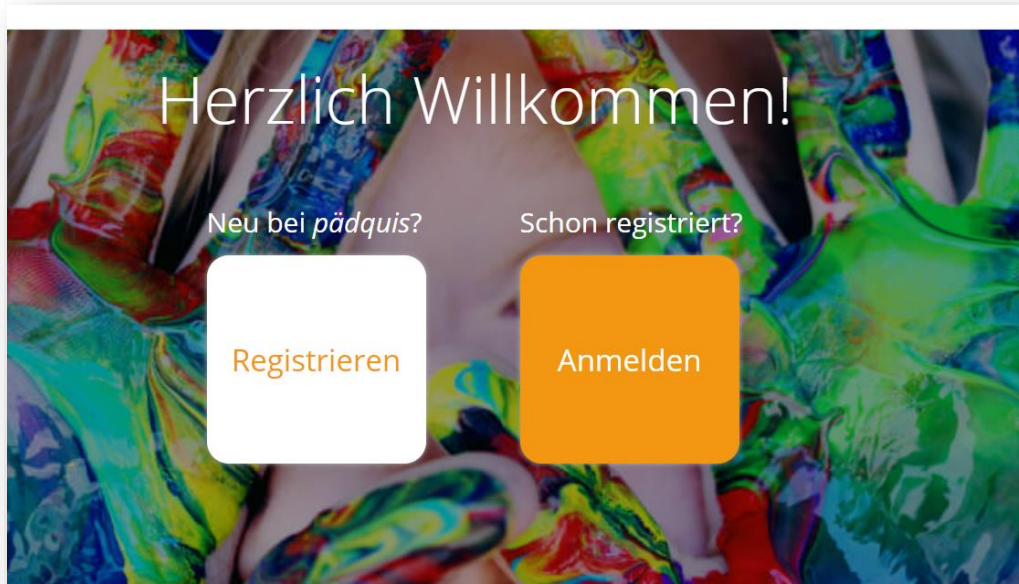 Herzlich Willkommen!
Neu bei pädquis?
Schon registriert?
Registrieren
Anmelden